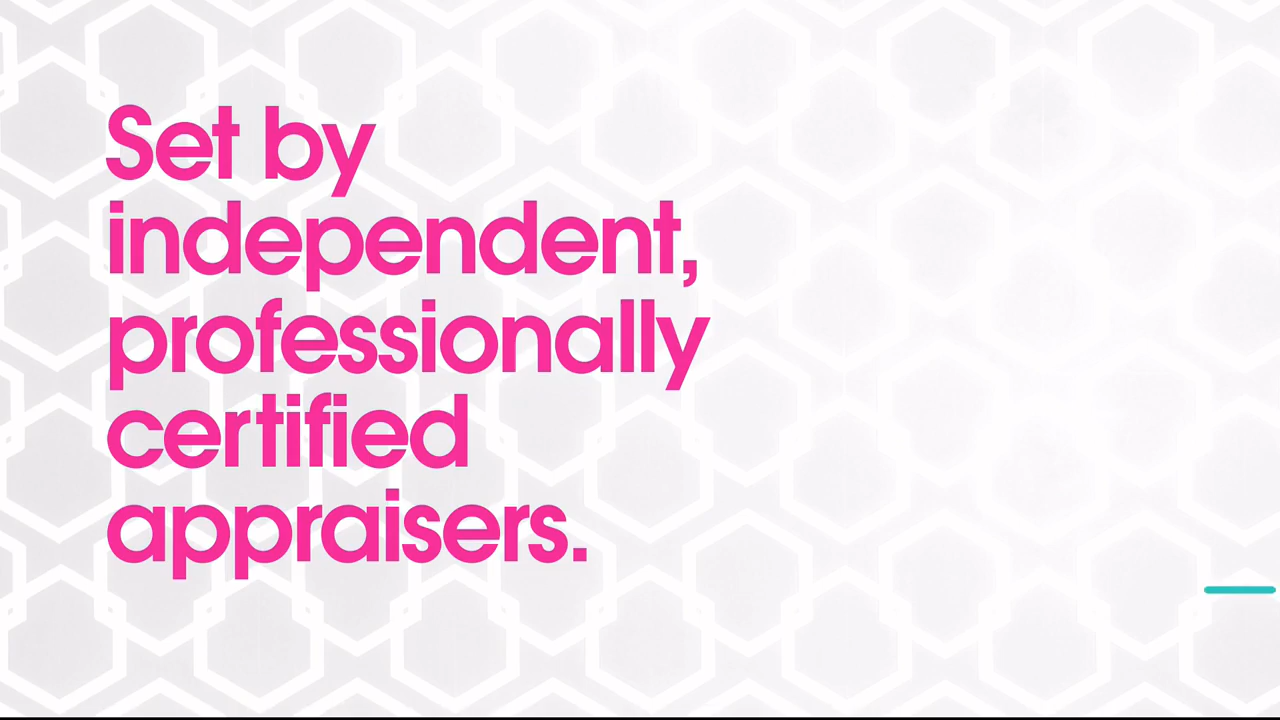 Set by
independent,
professionally
certified
appraisers.